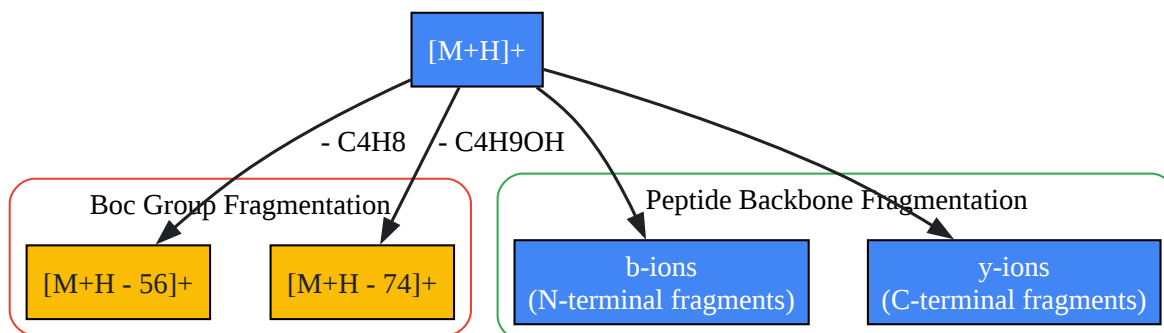 [M+H]+
- C4H8
- C4H9OH
Boc Group Fragmentation
Peptide Backbone Fragmentation
[M+H - 56]+
[M+H - 74]+
b-ions
(N-terminal fragments)
y-ions
(C-terminal fragments)